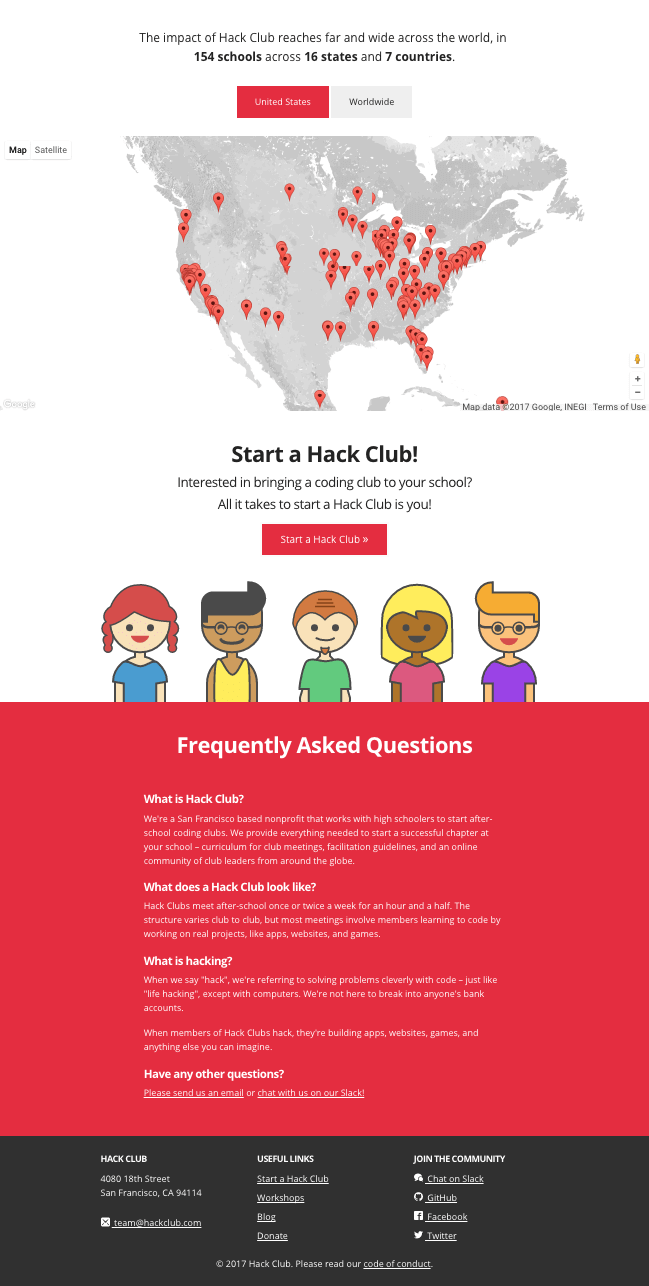 The impact of Hack Club reaches far and wide across the world, in
154 schools across 16 states and 7 countries.
United States
Worldwide
Map
Satellite
Google
Map data ©2017 Google, INEGI
Terms of Use
Start a Hack Club!
Interested in bringing a coding club to your school?
All it takes to start a Hack Club is you!
Start a Hack Club »
Frequently Asked Questions
What is Hack Club?
We're a San Francisco based nonprofit that works with high schoolers to start after-
school coding clubs. We provide everything needed to start a successful chapter at
your school – curriculum for club meetings, facilitation guidelines, and an online
community of club leaders from around the globe.
What does a Hack Club look like?
Hack Clubs meet after-school once or twice a week for an hour and a half. The
structure varies club to club, but most meetings involve members learning to code by
working on real projects, like apps, websites, and games.
What is hacking?
When we say "hack", we're referring to solving problems cleverly with code – just like
"life hacking", except with computers. We're not here to break into anyone's bank
accounts.
When members of Hack Clubs hack, they're building apps, websites, games, and
anything else you can imagine.
Have any other questions?
Please send us an email or chat with us on our Slack!
HACK CLUB
4080 18th Street
San Francisco, CA 94114
team@hackclub.com
USEFUL LINKS
Start a Hack Club
Workshops
Blog
Donate
JOIN THE COMMUNITY
Chat on Slack
GitHub
Facebook
Twitter
© 2017 Hack Club. Please read our code of conduct.